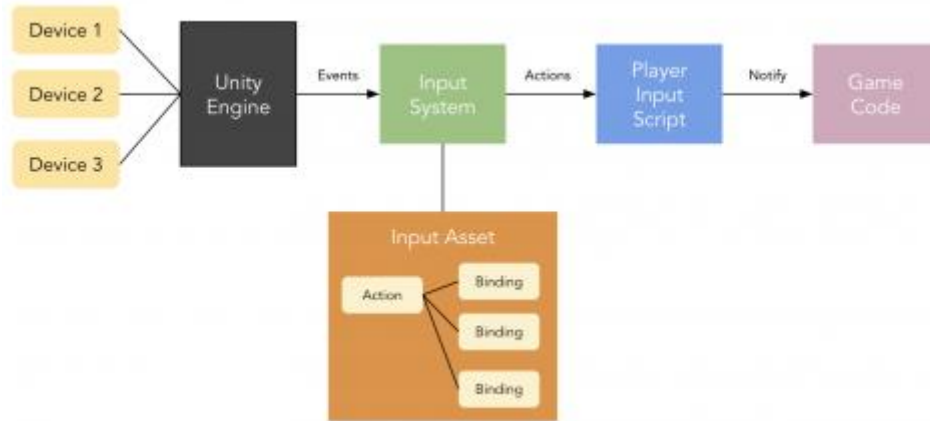 Device 1
Device 2
Device 3
Unity
Engine
Events
Input
System
Actions
Player
Input
Script
Notify
Game
Code
Input Asset
Action
Binding
Binding
Binding